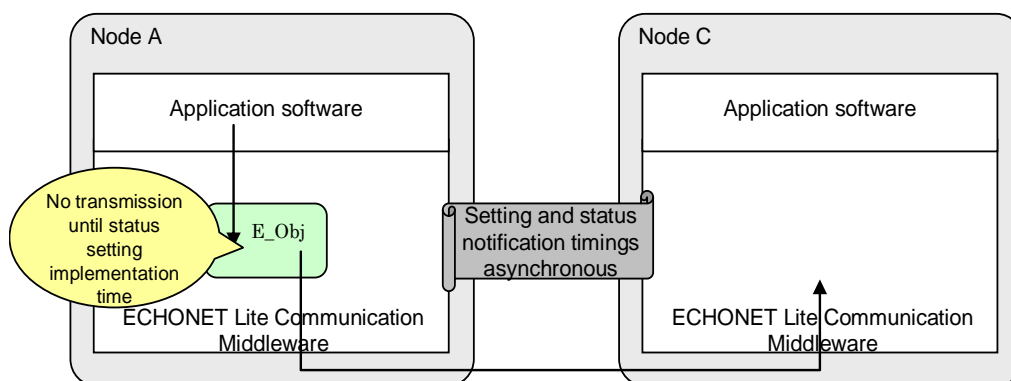 Node A
Node C
Application software
Application software
No transmission
until status
setting
implementation
time
E_Obj
Setting and status
notification timings
asynchronous
ECHONET Lite Communication
Middleware
ECHONET Lite Communication
Middleware